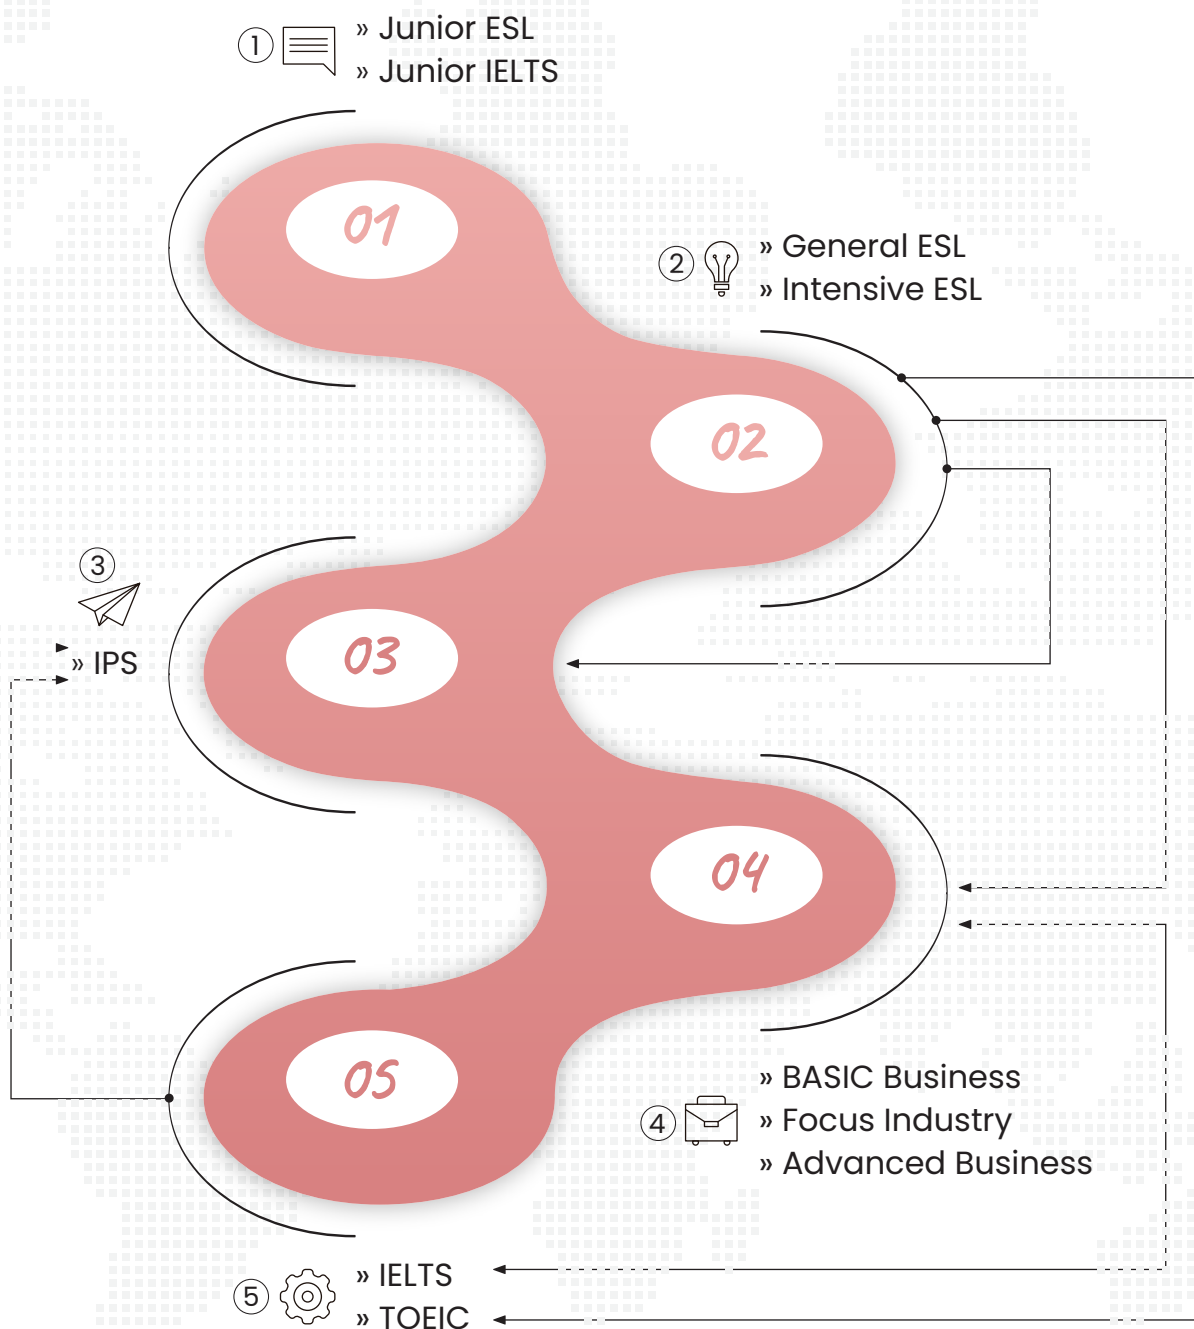 1
» Junior ESL
» Junior IELTS
01
2
» General ESL
» Intensive ESL
02
3
» IPS
03
04
05
4
» BASIC Business
» Focus Industry
» Advanced Business
5
» IELTS
» TOEIC